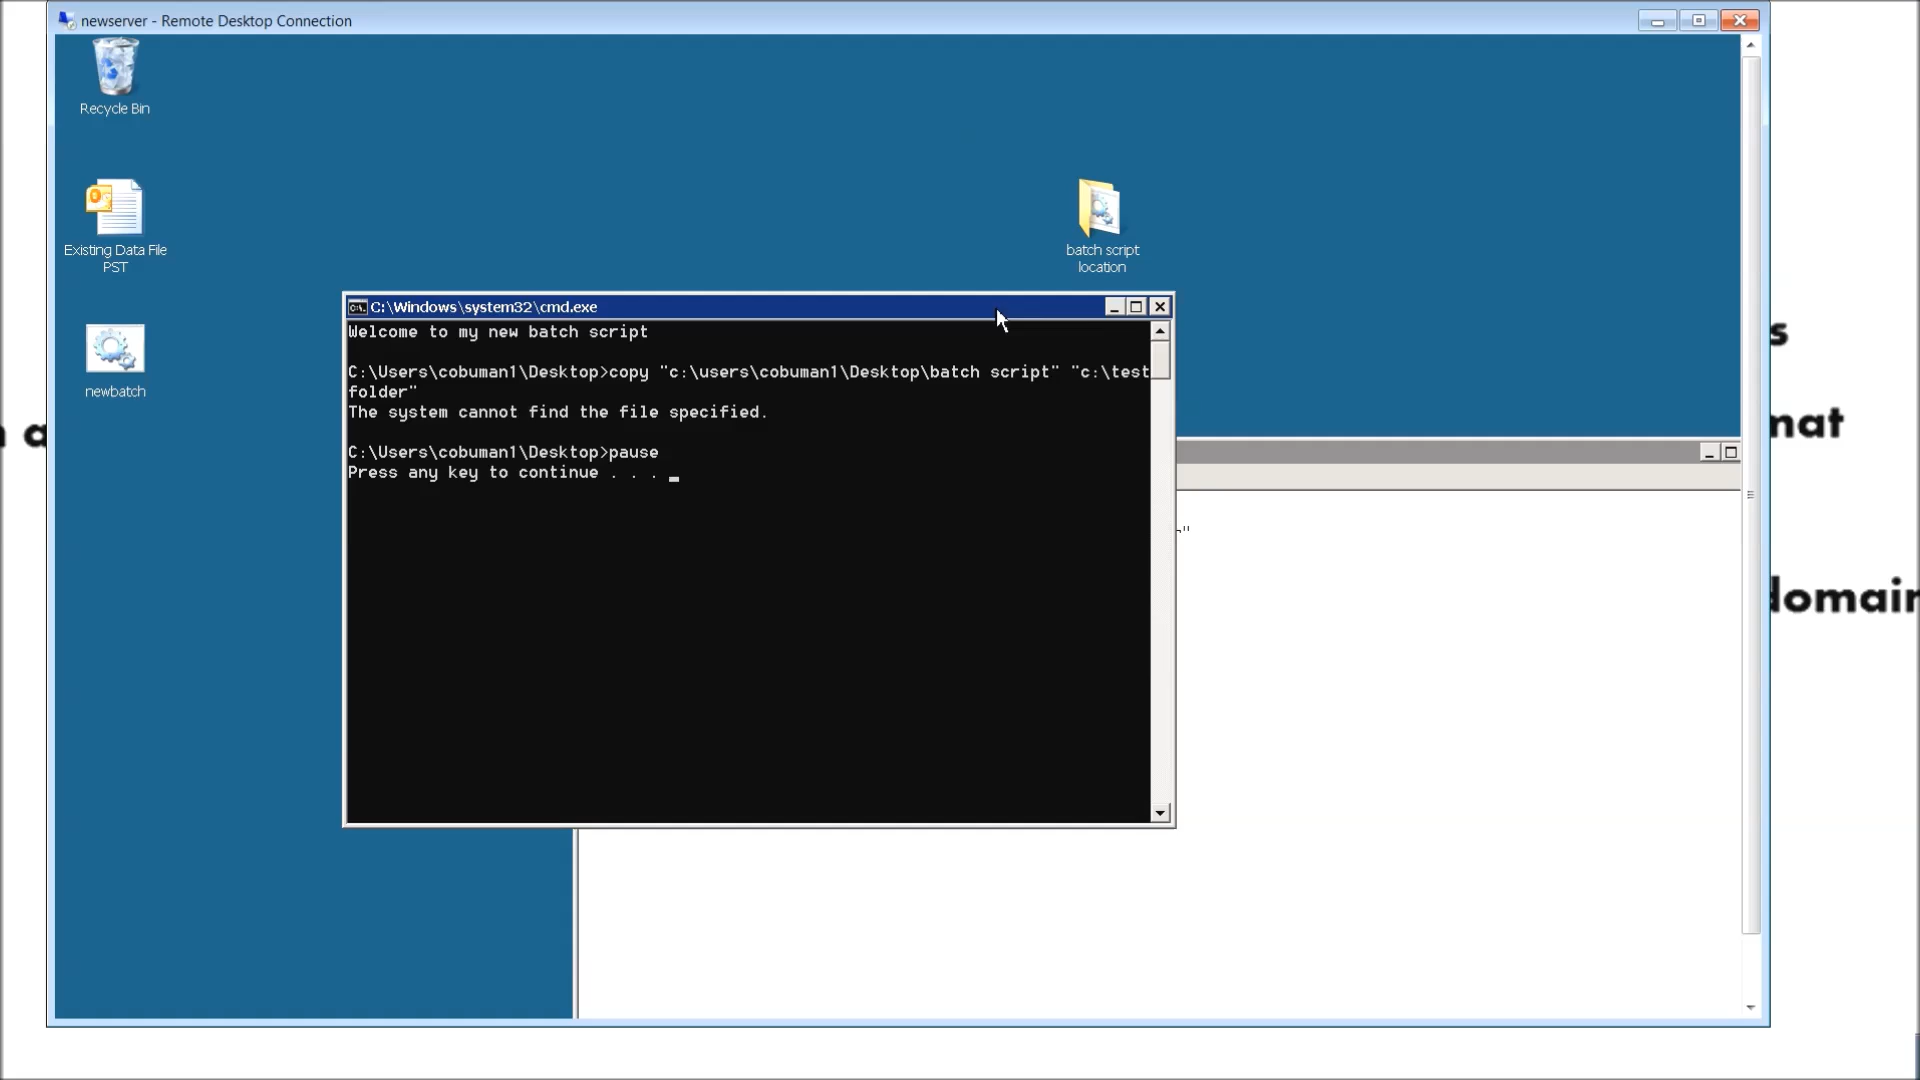 newserver - Remote Desktop Connection
Recycle Bin
Existing Data File
PST
batch script
location
newbatch
C:\Windows\system32\cmd.exe
Welcome to my new batch script
C:\Users\cobuman1\Desktop>copy "c:\users\cobuman1\Desktop\batch script" "c:\test
folder"
The system cannot find the file specified.
C:\Users\cobuman1\Desktop>pause
Press any key to continue . . .
s
mat
domain